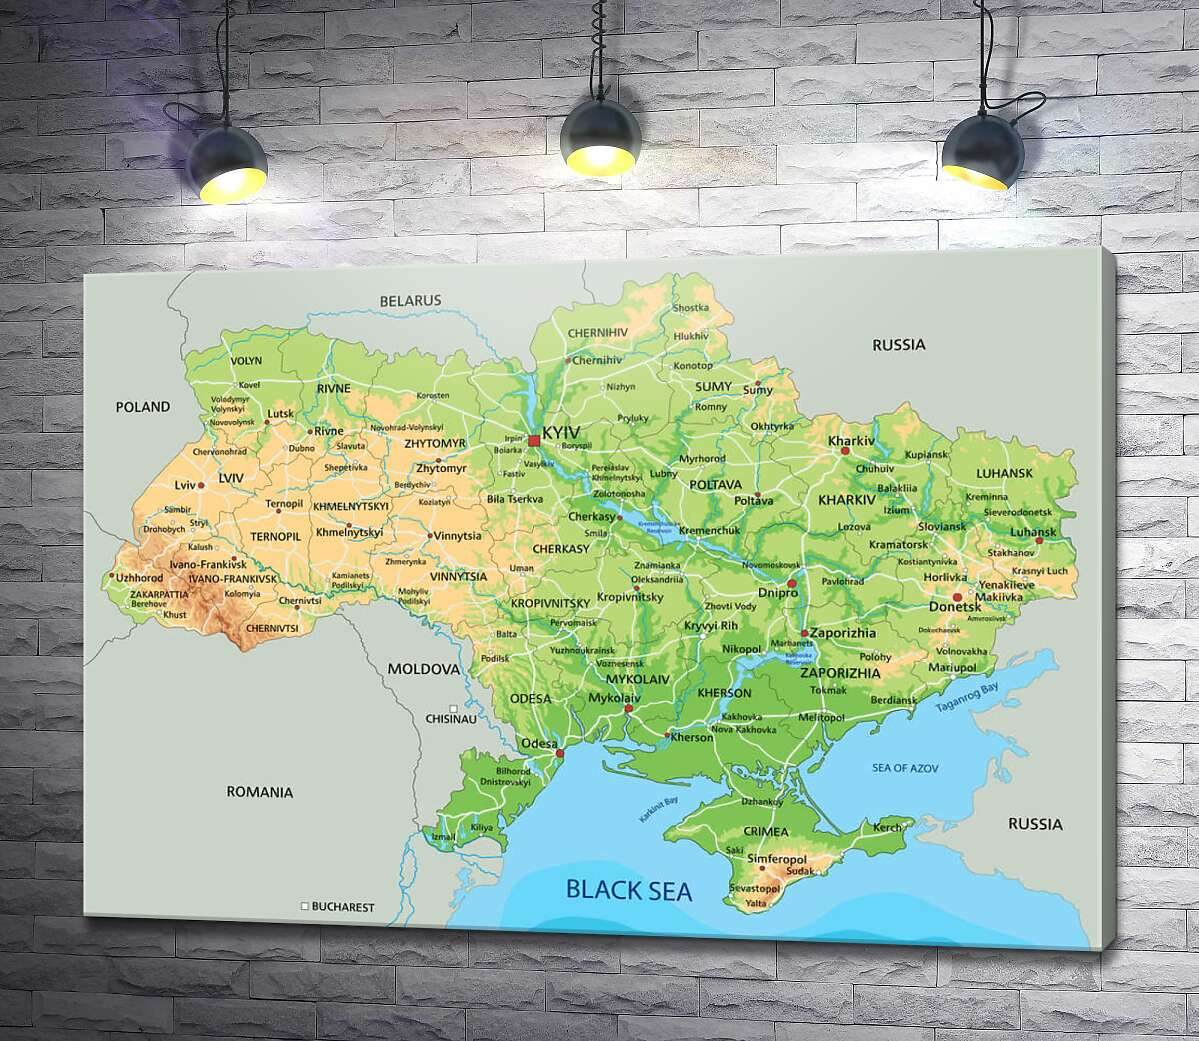 BELARUS
Shostka
CHERNIHIV
Hlukhiv
RUSSIA
VOLYN
Chernihiv
Konotop
Kovel
RIVNE
Nizhyn
SUMY
Sumy
Korosten
Volodymyr
Volynskyi
POLAND
Romny
Lutsk
Pryluky
Novovolynsk
Novohrad-Volynskyi
Okhtyrka
Rivne
KYIV
Irpin
ZHYTOMYR
Kharkiv
Boryspil
Dubno
Slavuta
Boiarka
Chervonohrad
Kupiansk
Myrhorod
Vasylkiv
Shepetivka
Zhytomyr
Pereiaslav
Khmelnytskyi
Chuhuiv
Fastiv
Lubny
LUHANSK
LVIV
Lviv
Berdychiv
POLTAVA
Balakliia
Zolotonosha
Kreminna
Bila Tserkva
Poltava
KHARKIV
Ternopil
Koziatyn
KHMELNYTSKYI
Sambir
Izium
Sieverodonetsk
Cherkasy
Stryi
Drohobych
Kremenchuk
Lozova
Sloviansk
Khmelnytskyi
Smila
Luhansk
TERNOPIL
Vinnytsia
Kalush
CHERKASY
Kramatorsk
Stakhanov
Zhmerynka
Kostiantynivka
Ivano-Frankivsk
Znamianka
Novomoskovsk
Uman
Krasnyi Luch
Uzhhorod
IVANO-FRANKIVSK
Kamianets
Podilskyi
VINNYTSIA
Oleksandriia
Pavlohrad
Horlivka
Yenakiieve
ZAKARPATTIA
Kolomyia
Mohyliv
Podilskyi
Kropyvnitsky
Dnipro
Makiivka
Berehove
Chernivtsi
KROPIVNITSKY
Zhovti Vody
Donetsk
Khust
Pervomaisk
Kryvyi Rih
Amvrosiivsk
CHERNIVTSI
Balta
Zaporizhia
Dokuchaevsk
Marhanets
Yuzhnoukrainsk
Nikopol
Volnovakha
Podilsk
Kakhovka
Reservoir
Polohy
MOLDOVA
Voznesensk
Mariupol
ZAPORIZHIA
MYKOLAIV
Tokmak
ODESA
Mykolaiv
KHERSON
Berdiansk
Taganrog Bay
CHISINAU
Kakhovka
Melitopol
Nova Kakhovka
Kherson
Odesa
SEA OF AZOV
Bilhorod
Dnistrovskyi
ROMANIA
Dzhankoy
Karkinit Bay
RUSSIA
Kiliya
Kerch
Izmail
CRIMEA
Saki
Simferopol
Sudak
BLACK SEA
Sevastopol
Yalta
BUCHAREST